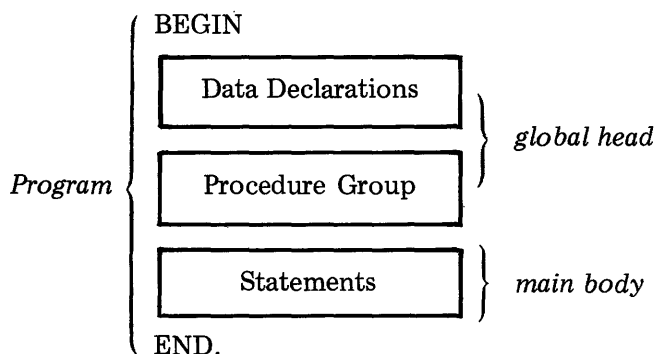 BEGIN
Data Declarations
global head
Program
Procedure Group
Statements
main body
END.